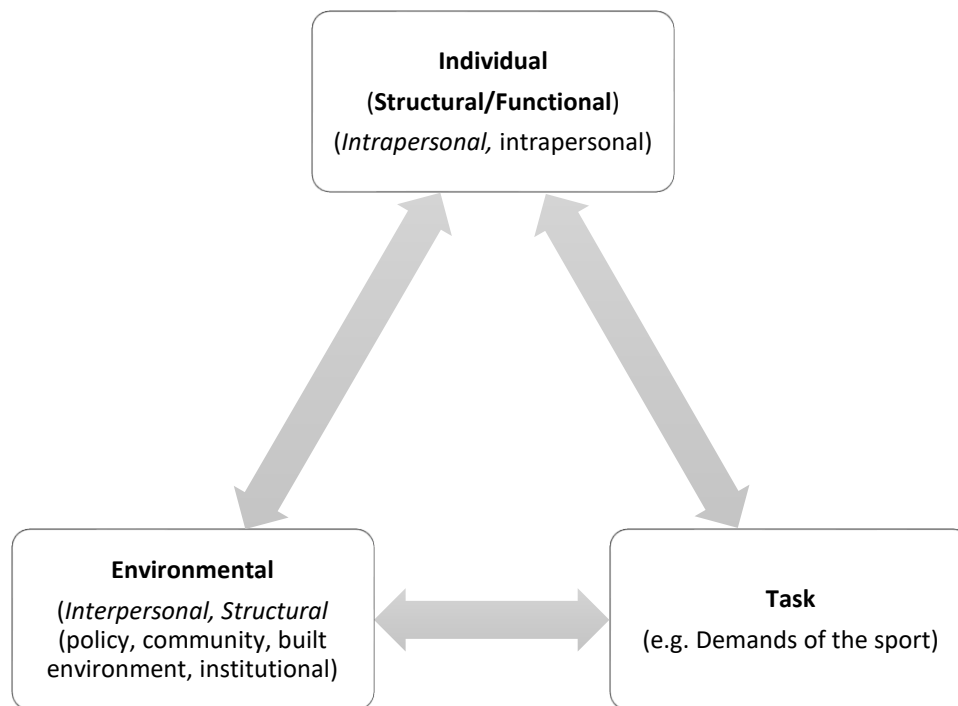 Individual
(Structural/Functional)
(Intrapersonal, intrapersonal)
Environmental
(Interpersonal, Structural
(policy, community, built
environment, institutional)
Task
(e.g. Demands of the sport)